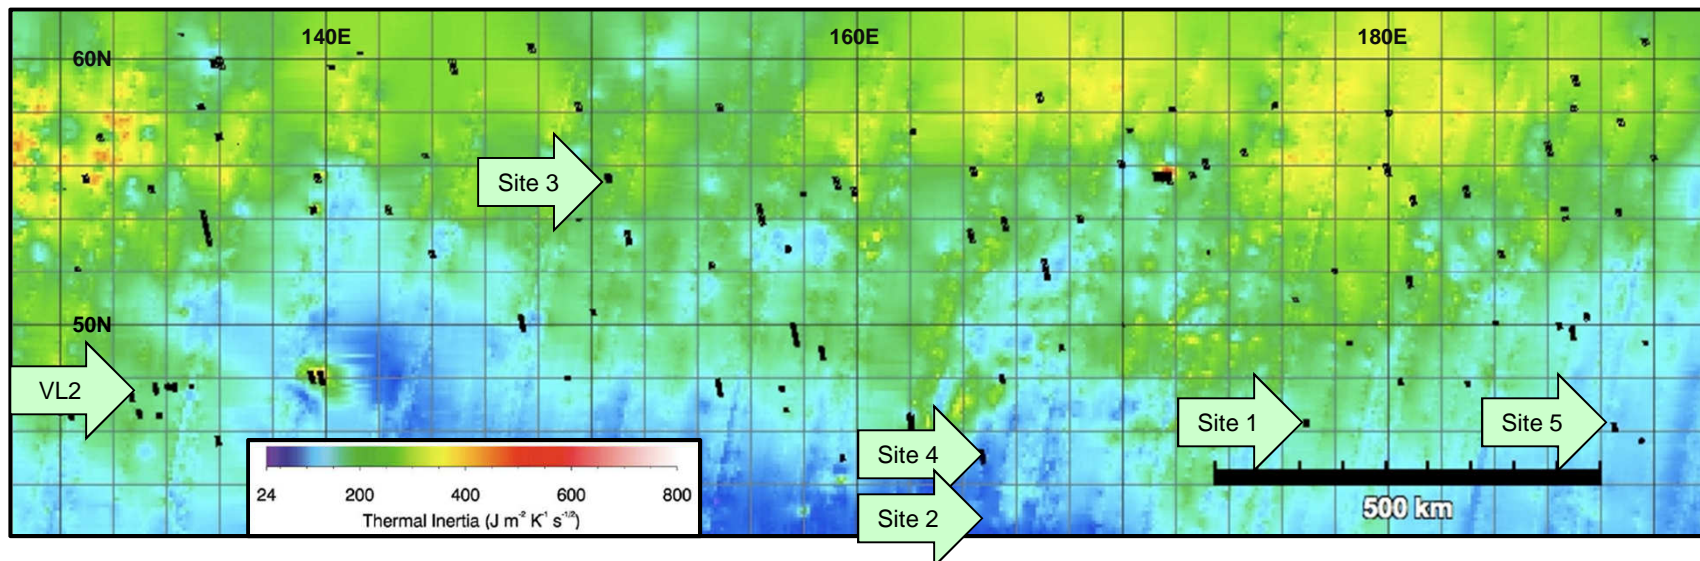 140E
160E
180E
60N
Site 3
50N
VL2
Site 1
Site 5
Site 4
24
200
400
600
800
Thermal Inertia (J m⁻² K⁻¹ s⁻¹ᐟ²)
Site 2
500 km